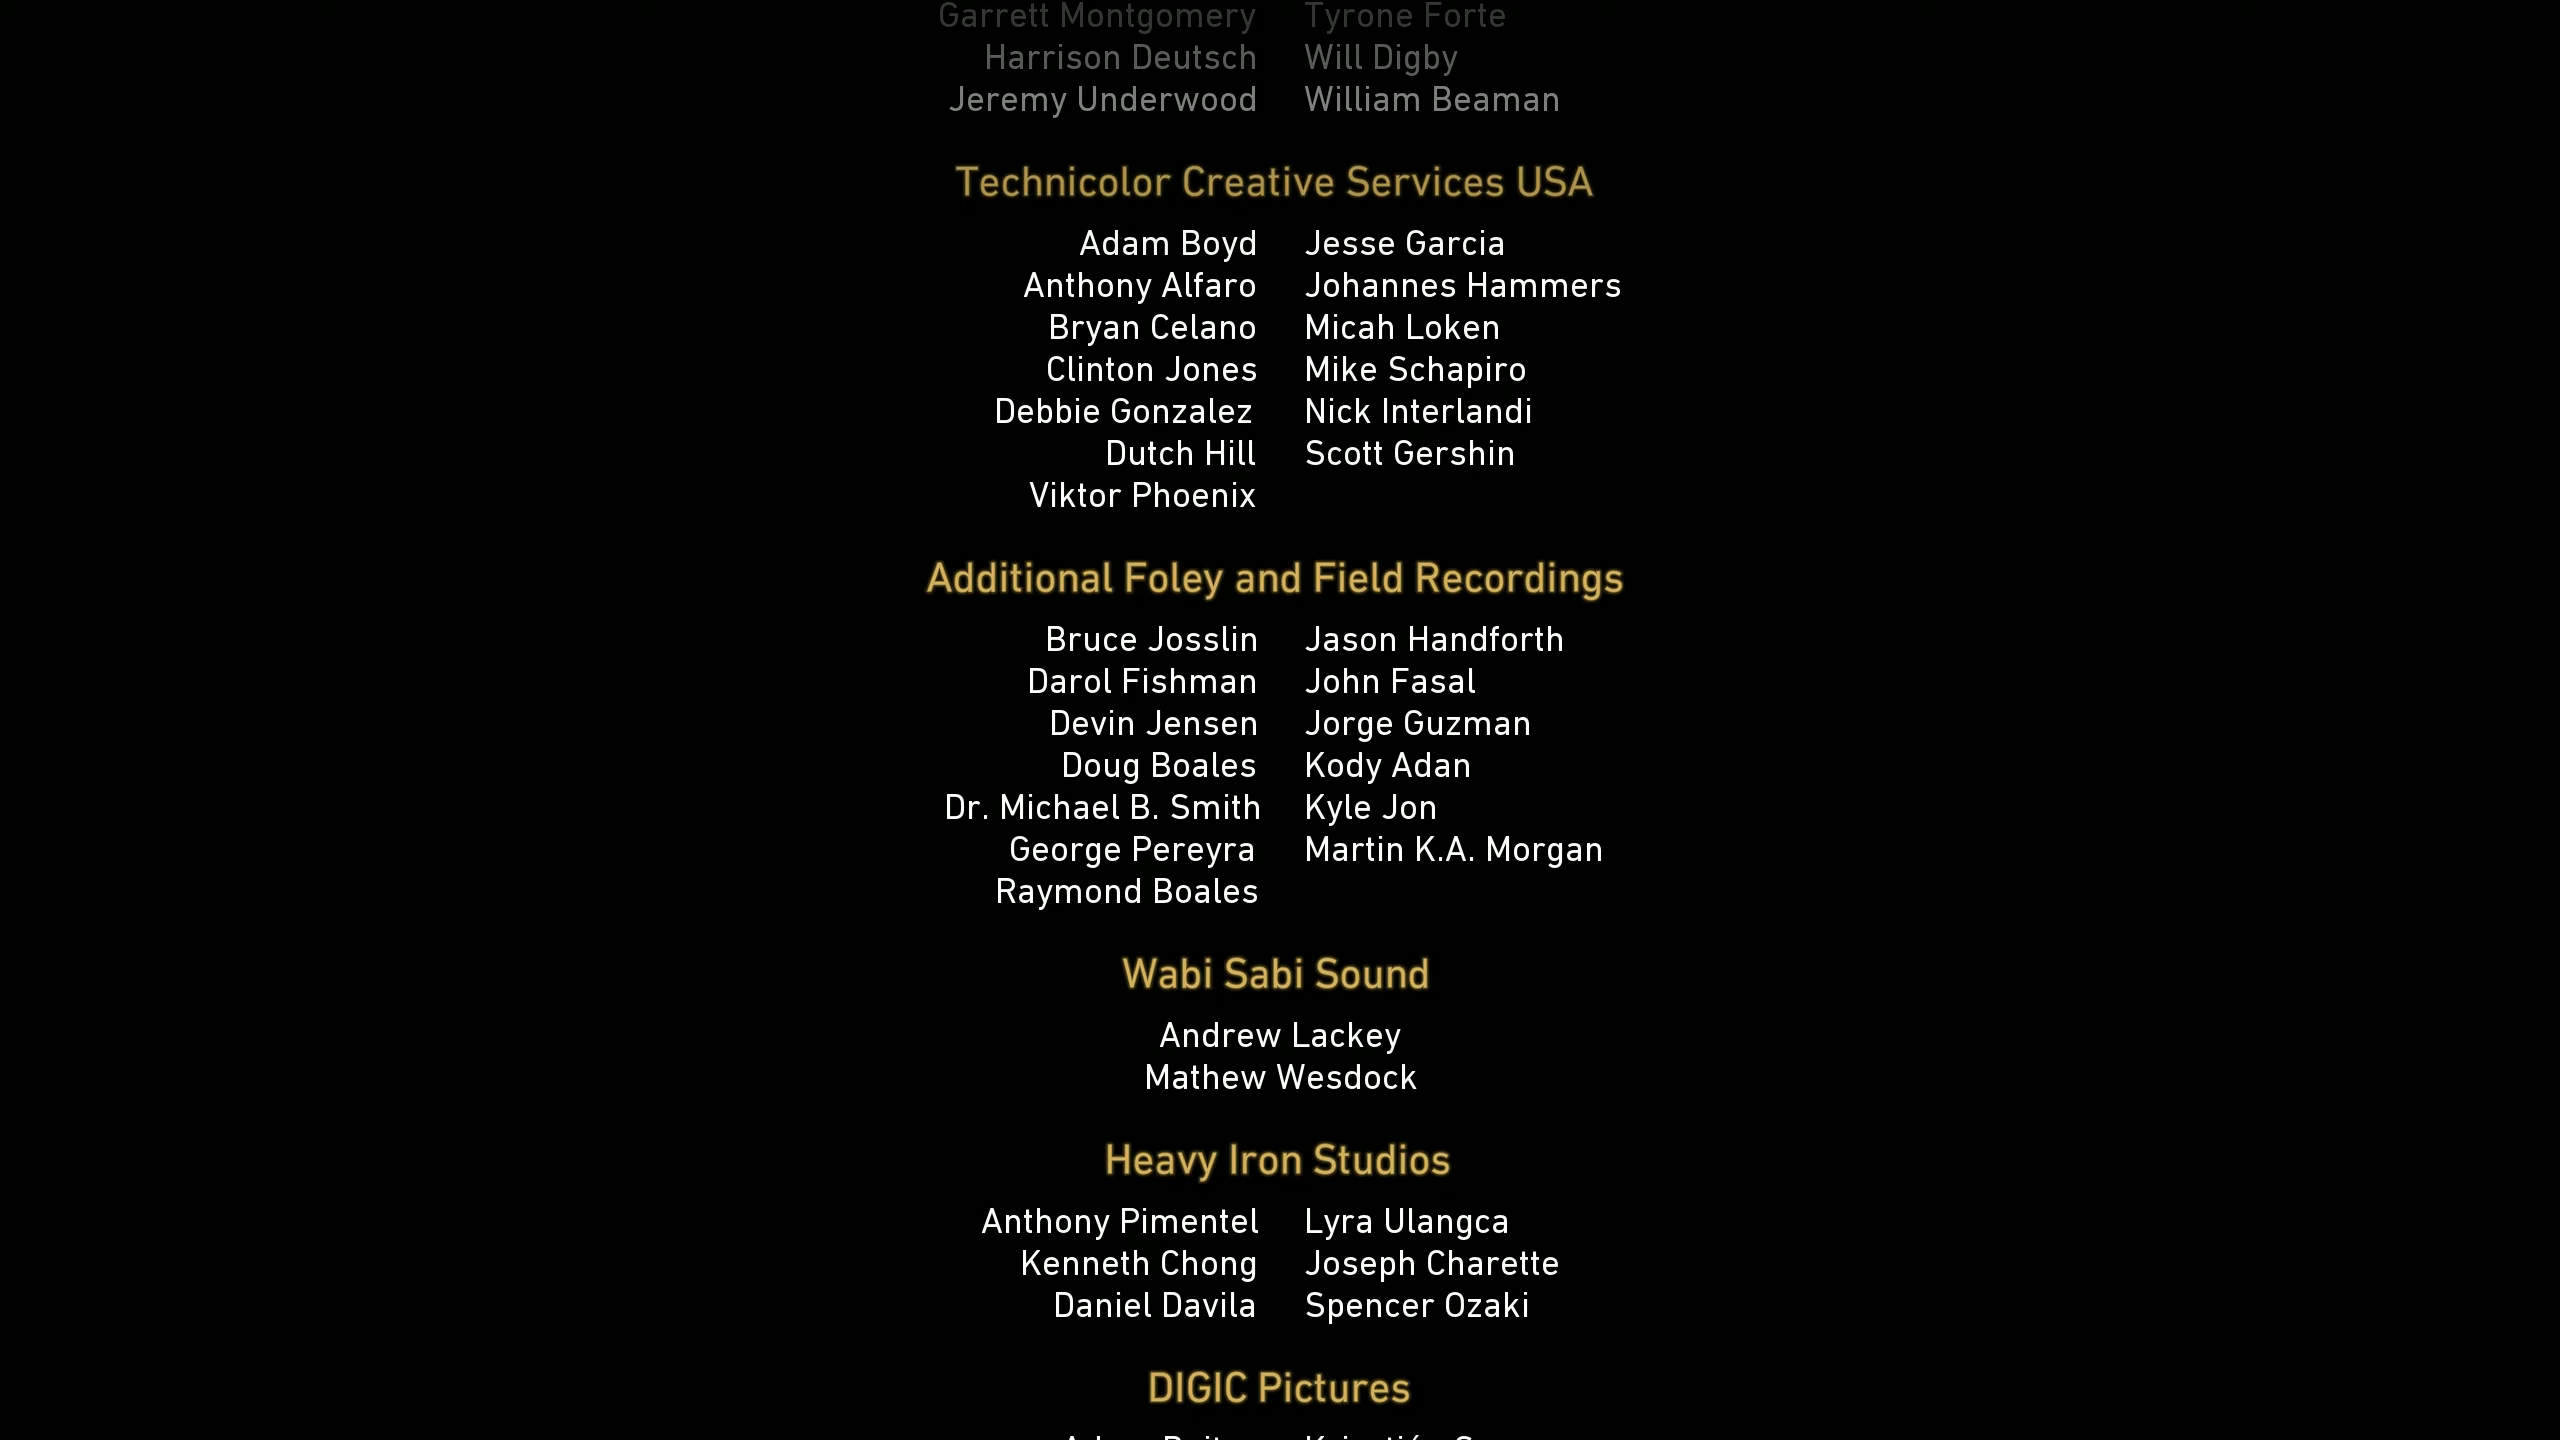 Garrett Montgomery Tyrone Forte
Harrison Deutsch Will Digby
Jeremy Underwood William Beaman
Technicolor Creative Services USA
Adam Boyd Jesse Garcia
Anthony Alfaro Johannes Hammers
Bryan Celano Micah Loken
Clinton Jones Mike Schapiro
Debbie Gonzalez Nick Interlandi
Dutch Hill Scott Gershin
Viktor Phoenix
Additional Foley and Field Recordings
Bruce Josslin Jason Handforth
Darol Fishman John Fasal
Devin Jensen Jorge Guzman
Doug Boales Kody Adan
Dr. Michael B. Smith Kyle Jon
George Pereyra Martin K.A. Morgan
Raymond Boales
Wabi Sabi Sound
Andrew Lackey
Mathew Wesdock
Heavy Iron Studios
Anthony Pimentel Lyra Ulangca
Kenneth Chong Joseph Charette
Daniel Davila Spencer Ozaki
DIGIC Pictures